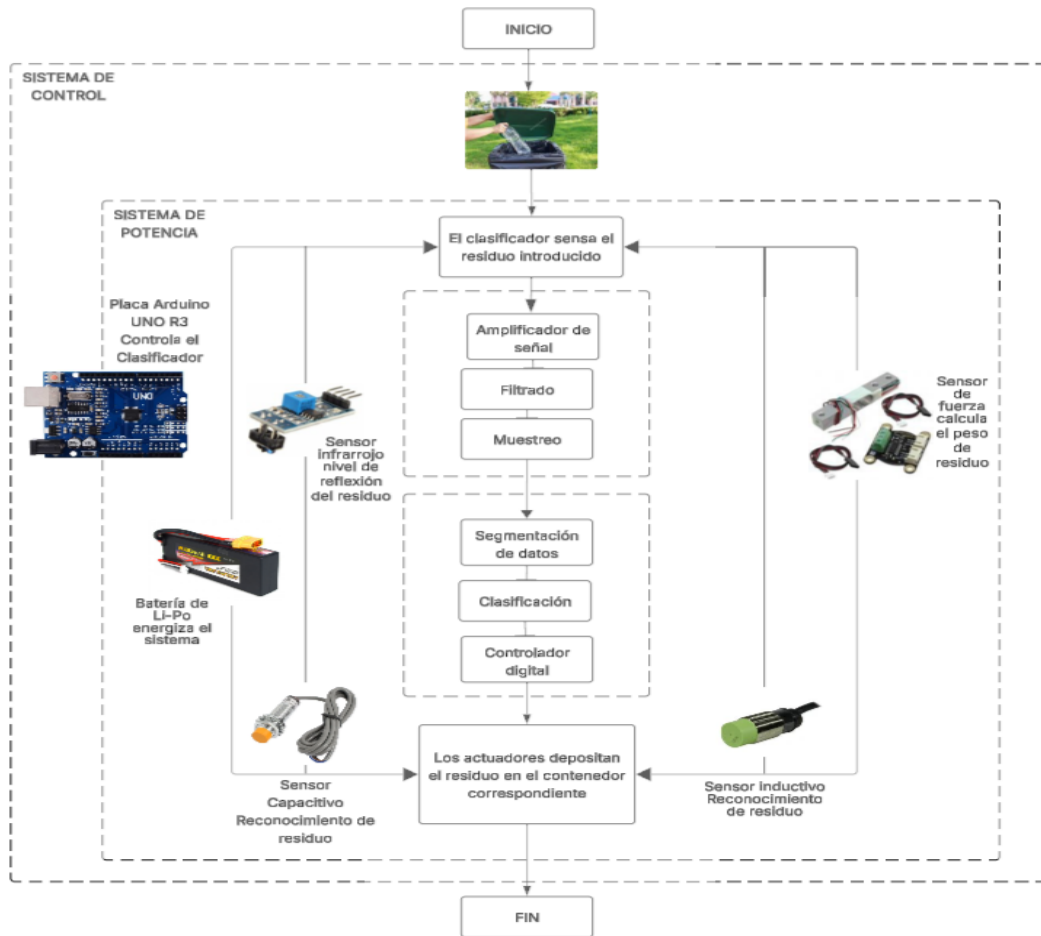 INICIO
SISTEMA DE
CONTROL
SISTEMA DE
POTENCIA
El clasificador sensa el
residuo introducido
Placa Arduino
UNO R3
Controla el
Clasificador
UNO
Amplificador de
señal
Filtrado
Muestreo
Sensor
infrarrojo
nivel de
reflexión
del residuo
Sensor
de
fuerza
calcula
el peso
de
residuo
Segmentación
de datos
Clasificación
Controlador
digital
Batería de
Li-Po
energiza el
sistema
Los actuadores depositan
el residuo en el contenedor
correspondiente
Sensor
Capacitivo
Reconocimiento de
residuo
Sensor inductivo
Reconocimiento
de residuo
FIN